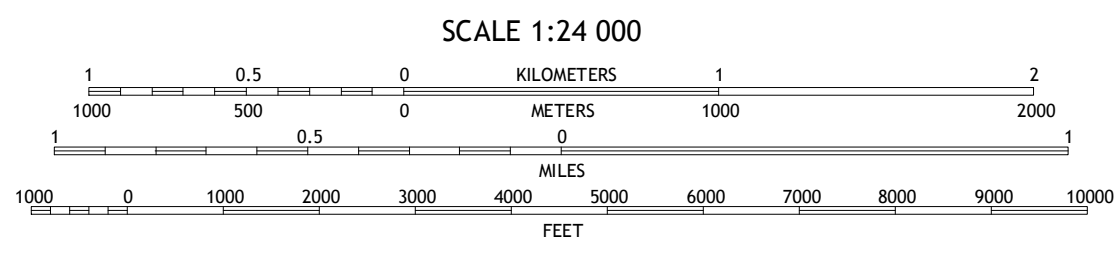 SCALE 1:24 000
1 0.5 0 KILOMETERS 1 2
1000 500 0 METERS 1000 2000
1 0.5 0 1
MILES
1000 0 1000 2000 3000 4000 5000 6000 7000 8000 9000 10000
FEET